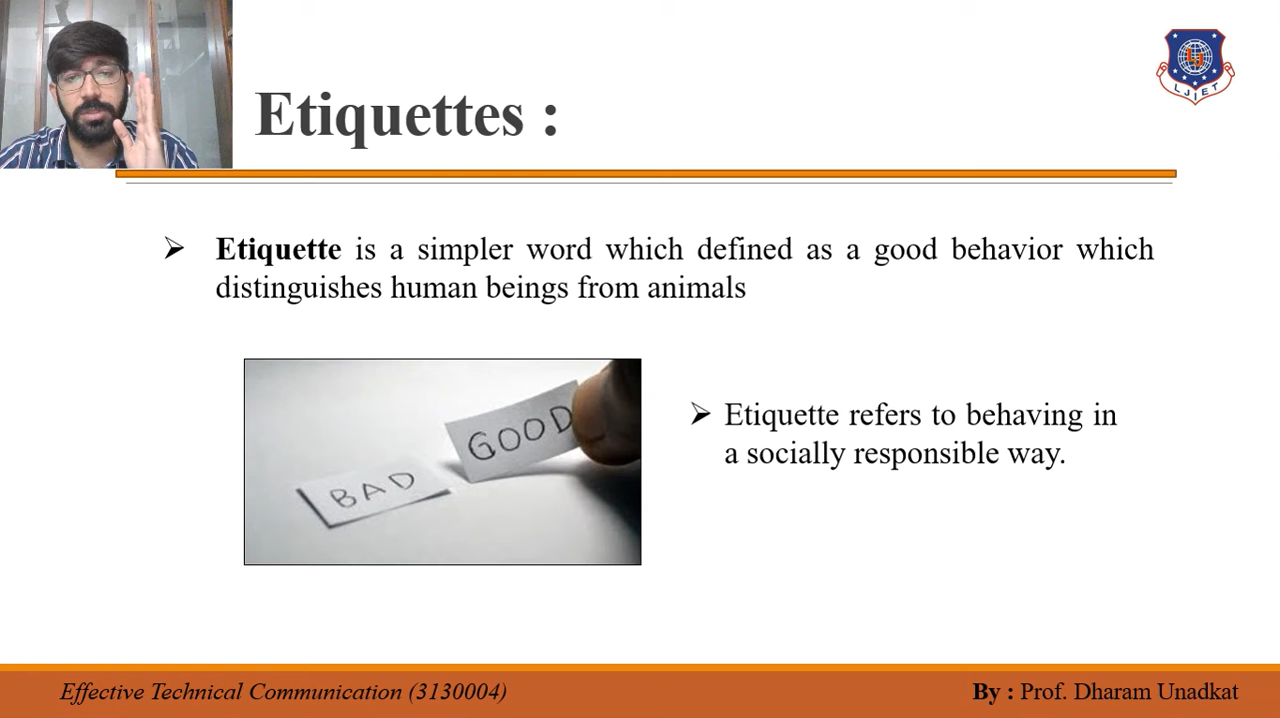 LJIET
Etiquettes :
Etiquette is a simpler word which defined as a good behavior which
distinguishes human beings from animals
GOOD
BAD
Etiquette refers to behaving in
a socially responsible way.
Effective Technical Communication (3130004)
By : Prof. Dharam Unadkat